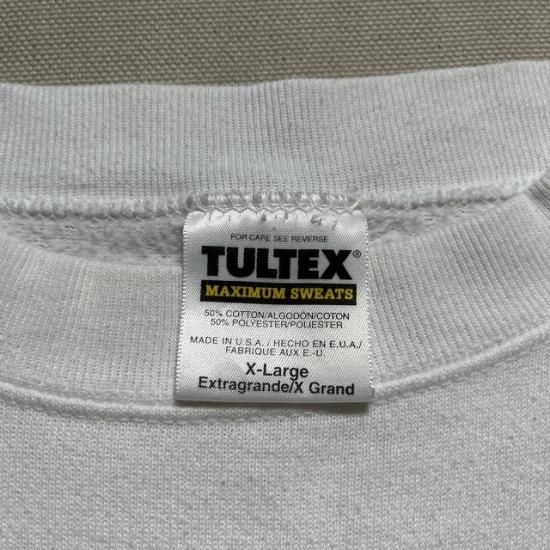 FOR CARE SEE REVERSE
TULTEX®
MAXIMUM SWEATS
50% COTTON/ALGODÓN/COTON
50% POLYESTER/POLIESTER
MADE IN U.S.A./ HECHO EN E.U.A./
FABRIQUE AUX E.-U.
X-Large
Extragrande/X Grand